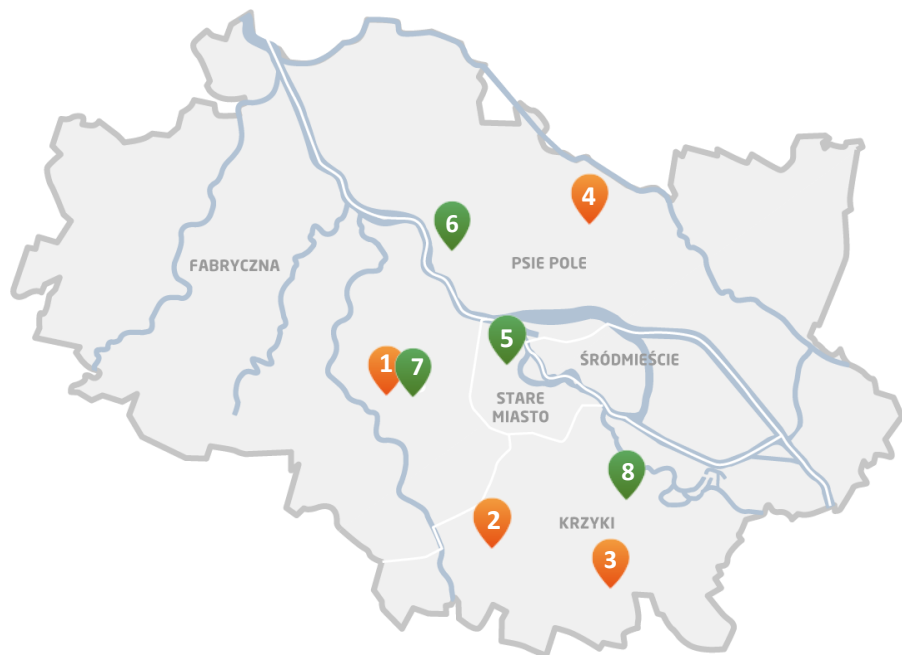 4
6
PSIE POLE
FABRYCZNA
5
ŚRÓDMIEŚCIE
1
7
STARE
MIASTO
8
2
KRZYKI
3